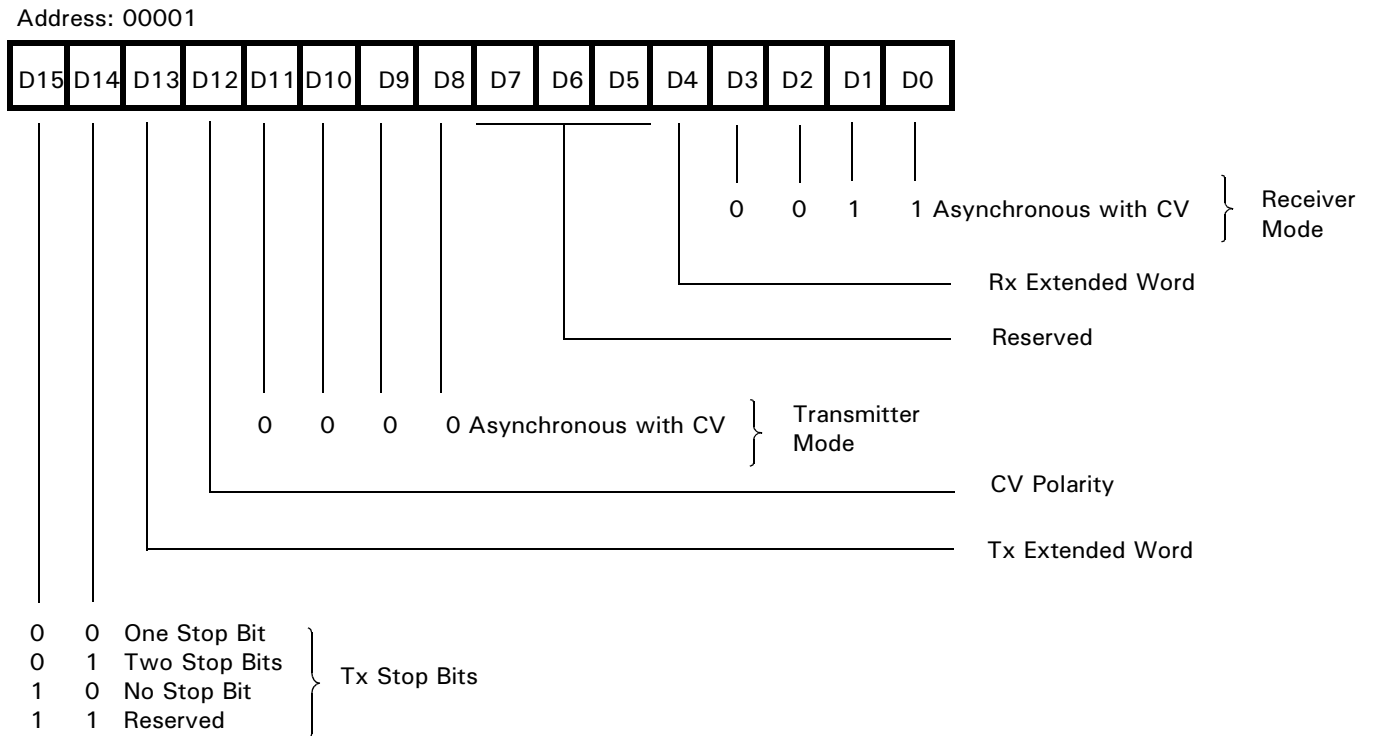 Address: 00001
D15 D14 D13 D12 D11 D10 D9 D8 D7 D6 D5 D4 D3 D2 D1 D0
0 0 1 1 Asynchronous with CV
Receiver
Mode
Rx Extended Word
Reserved
0 0 0 0 Asynchronous with CV
Transmitter
Mode
CV Polarity
Tx Extended Word
0 0 One Stop Bit
0 1 Two Stop Bits
1 0 No Stop Bit
1 1 Reserved
Tx Stop Bits